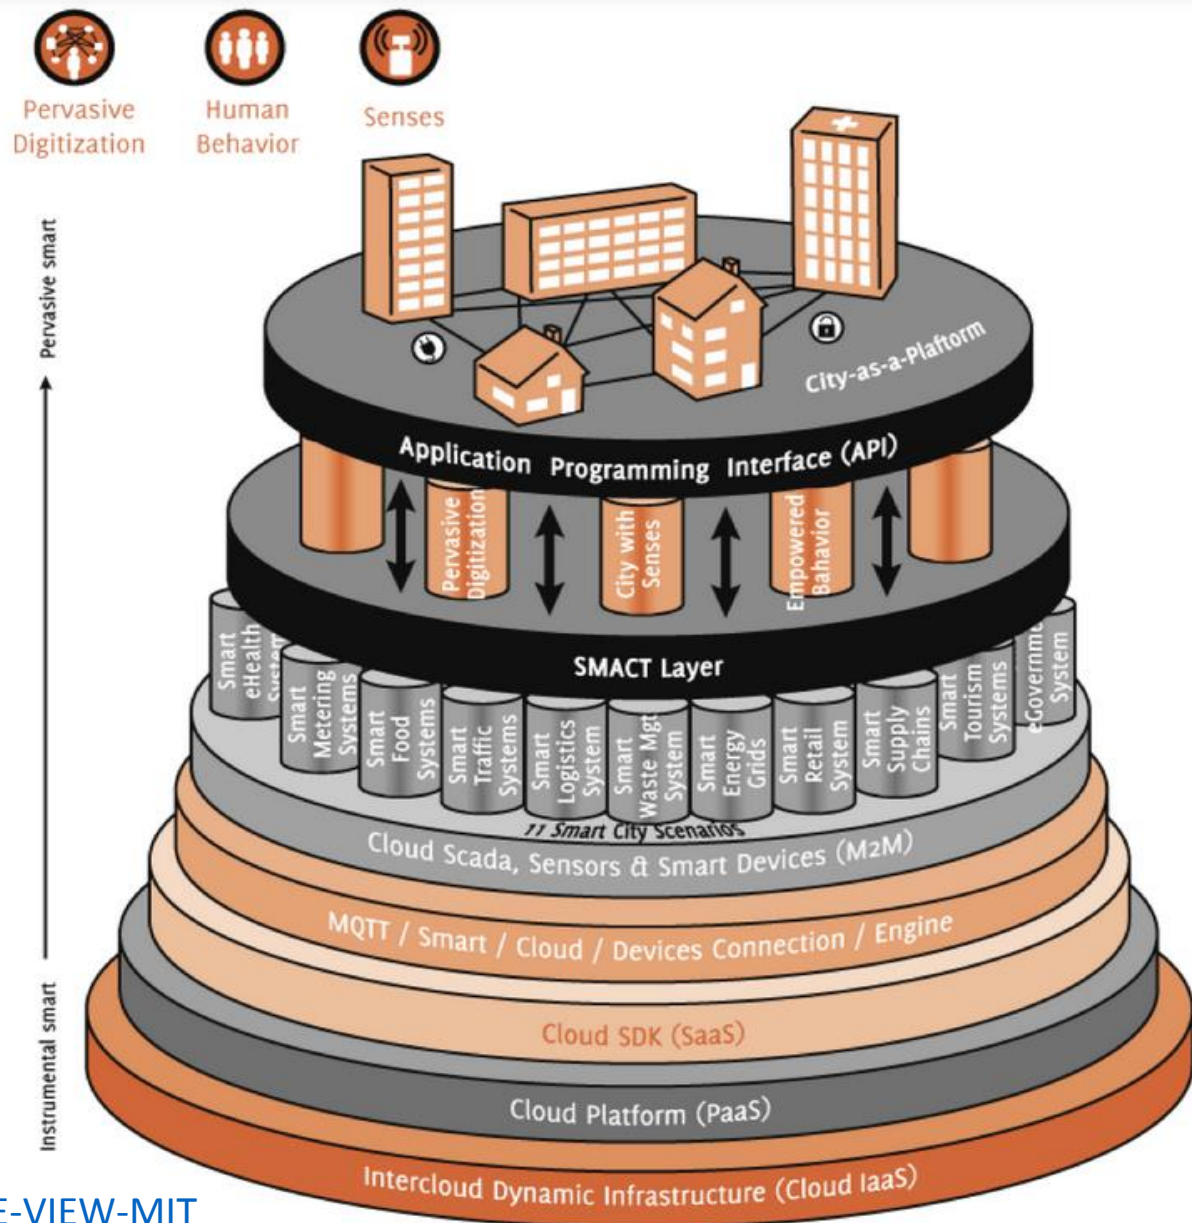 Pervasive
Digitization
Human
Behavior
Senses
Pervasive smart
Instrumental smart
City-as-a-Plaftorm
Application Programming Interface (API)
Pervasive
Digitization
City with
Senses
Empowered
Bahavior
SMACT Layer
Smart
eHealth
System
Smart
Metering
Systems
Smart
Food
Systems
Smart
Traffic
Systems
Smart
Logistics
System
Smart
Waste Mgt
System
Smart
Energy
Grids
Smart
Retail
System
Smart
Supply
Chains
Smart
Tourism
Systems
eGovernme
System
11 Smart City Scenarios
Cloud Scada, Sensors & Smart Devices (M2M)
MQTT / Smart / Cloud / Devices Connection / Engine
Cloud SDK (SaaS)
Cloud Platform (PaaS)
Intercloud Dynamic Infrastructure (Cloud IaaS)
E-VIEW-MIT